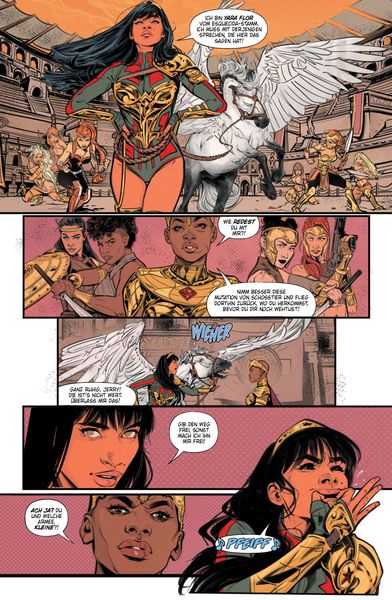 ICH BIN YARA FLOR
VOM ESQUECIDA-STAMM.
ICH MUSS MIT DERJENIGEN
SPRECHEN, DIE HIER DAS
SAGEN HAT!
WIE REDEST
DU MIT
MIR?!
NIMM BESSER DIESE
MUTATION VON SCHOSSTIER UND FLIEG
DORTHIN ZURÜCK, WO DU HERKOMMST,
BEVOR DU DIR NOCH WEHTUST!
WIENER
GANZ RUHIG, JERRY!
DIE IST'S NICHT WERT.
ÜBERLASS MIR DAS!
GIB DEN WEG
FREI, SONST
MACH ICH IHN
MIR FREI!
ACH JA? DU
UND WELCHE
ARMEE,
KLEINE?!
PFEIFF